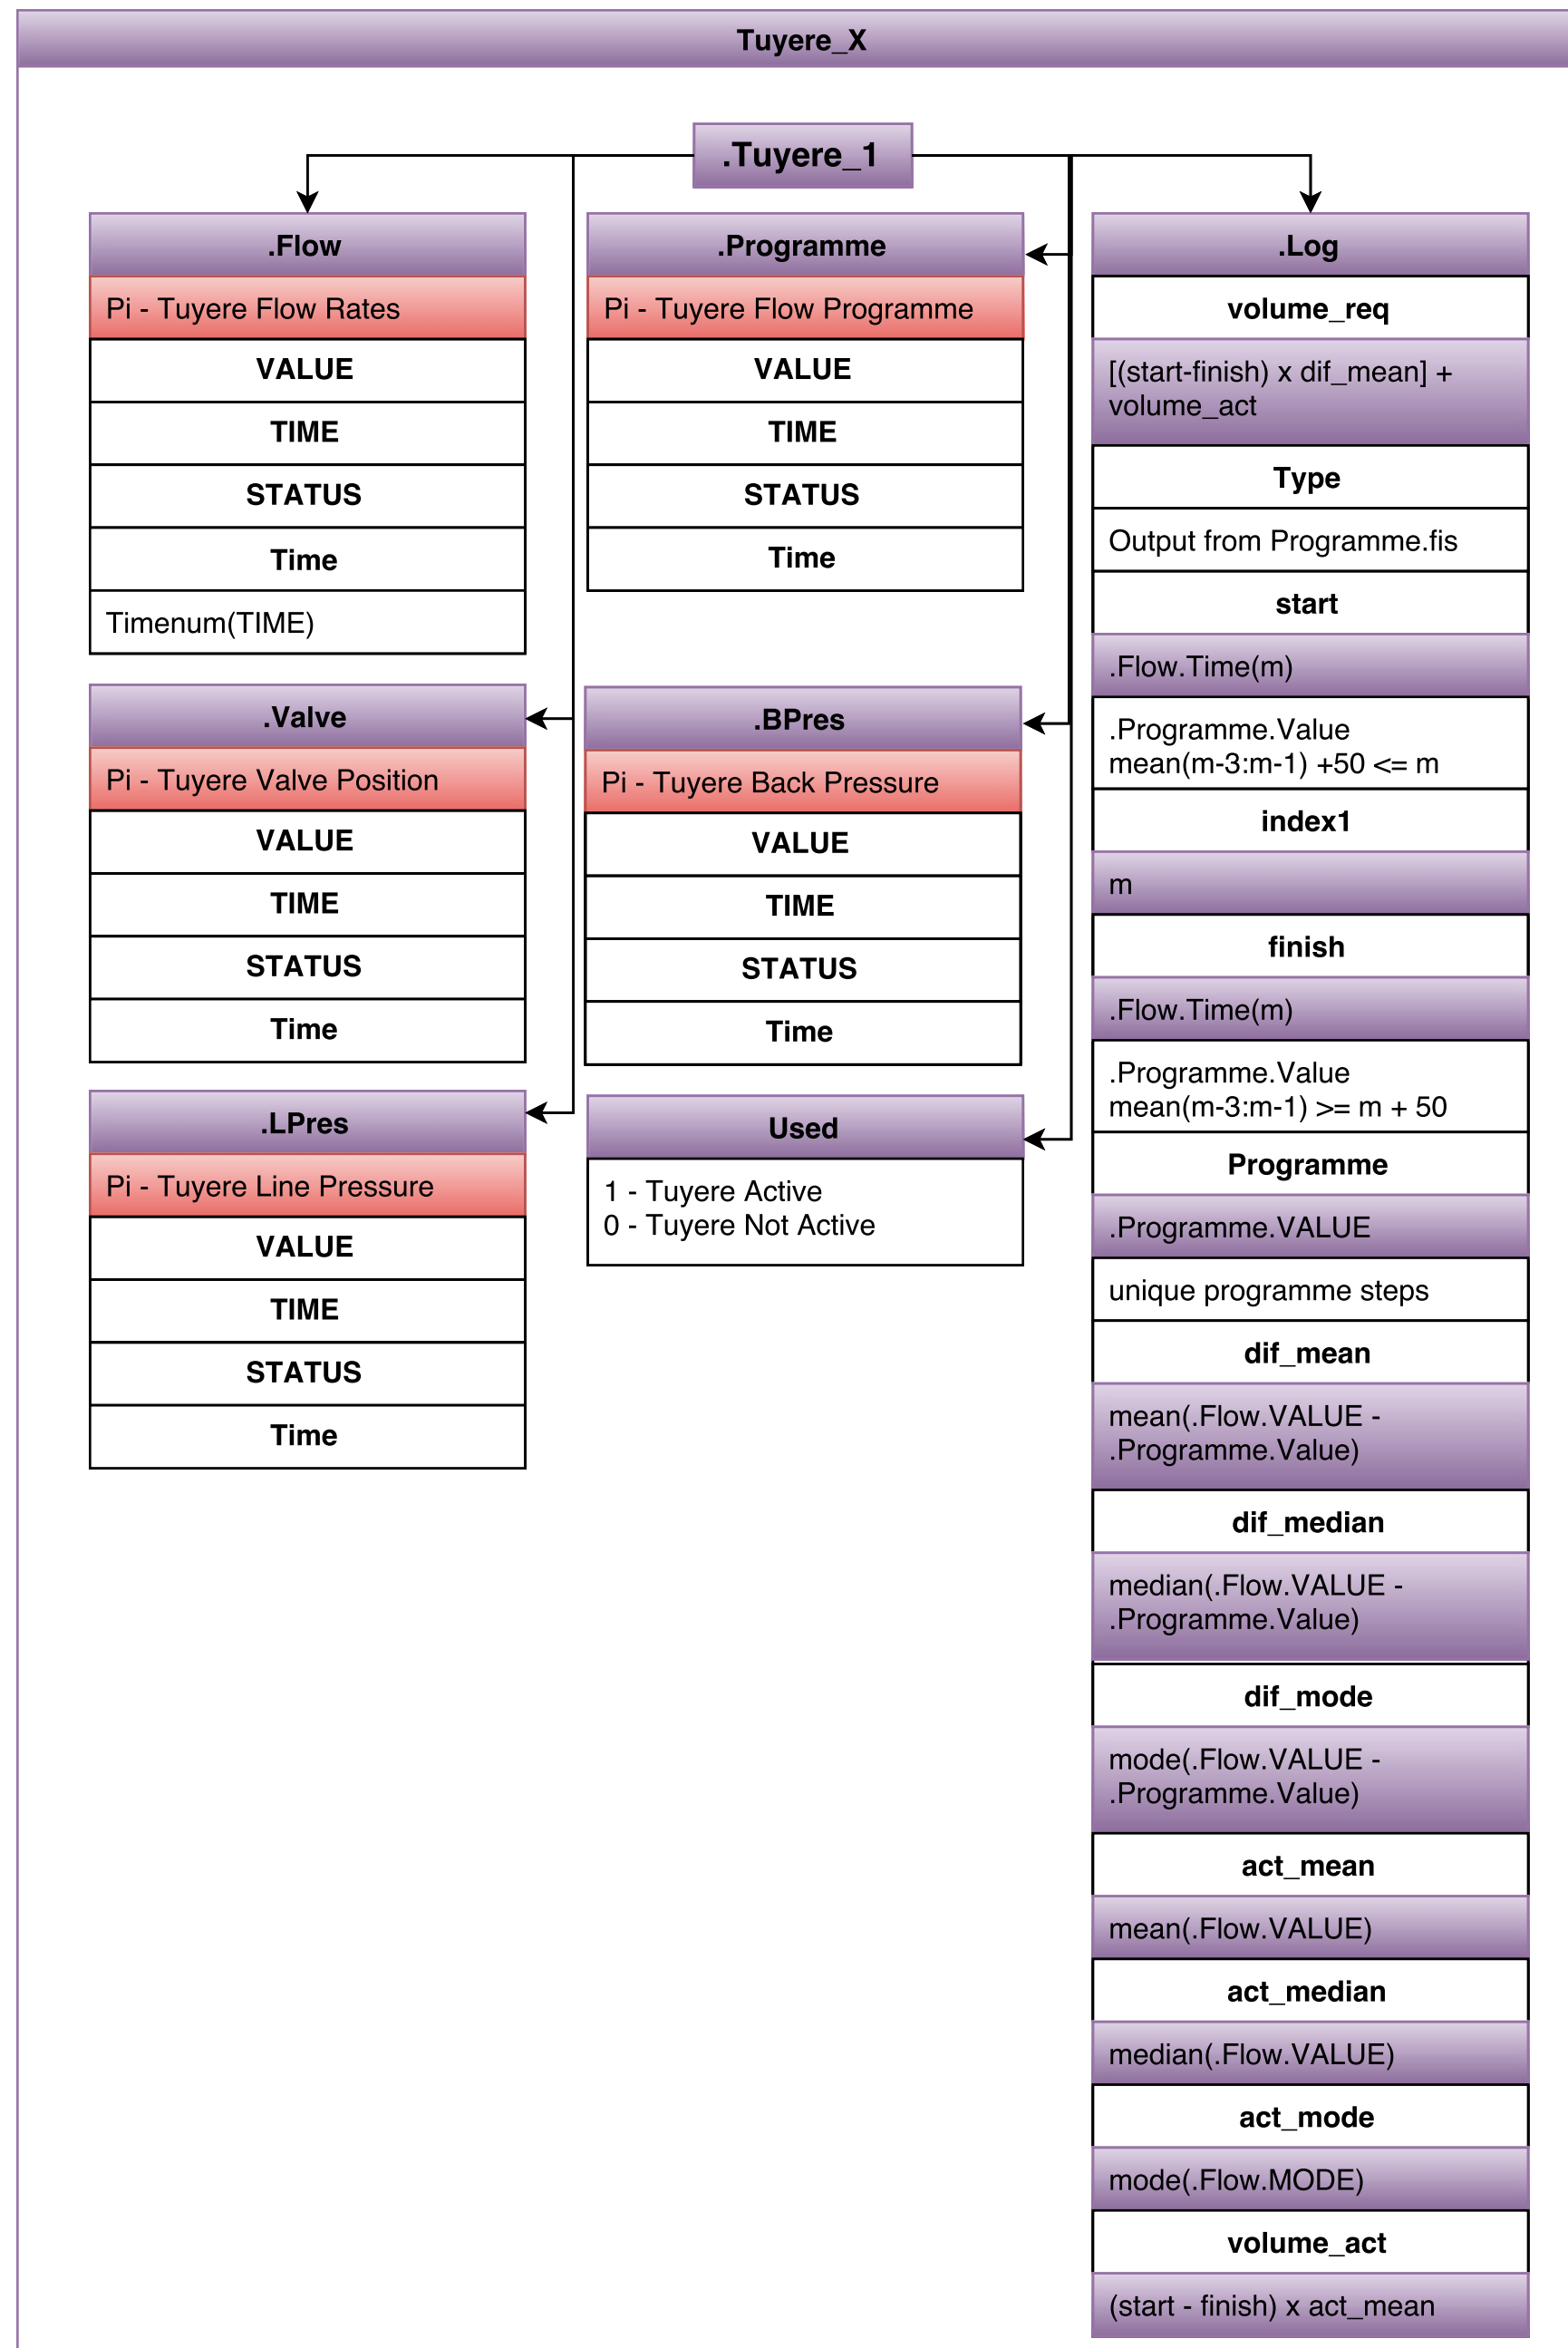 Tuyere_X
.Tuyere_1
.Flow
Pi - Tuyere Flow Rates
VALUE
TIME
STATUS
Time
Timenum(TIME)
.Valve
Pi - Tuyere Valve Position
VALUE
TIME
STATUS
Time
.LPres
Pi - Tuyere Line Pressure
VALUE
TIME
STATUS
Time
.Programme
Pi - Tuyere Flow Programme
VALUE
TIME
STATUS
Time
.BPres
Pi - Tuyere Back Pressure
VALUE
TIME
STATUS
Time
Used
1 - Tuyere Active
0 - Tuyere Not Active
.Log
volume_req
[(start-finish) x dif_mean] +
volume_act
Type
Output from Programme.fis
start
.Flow.Time(m)
.Programme.Value
mean(m-3:m-1) +50 <= m
index1
m
finish
.Flow.Time(m)
.Programme.Value
mean(m-3:m-1) >= m + 50
Programme
.Programme.VALUE
unique programme steps
dif_mean
mean(.Flow.VALUE -
.Programme.Value)
dif_median
median(.Flow.VALUE -
.Programme.Value)
dif_mode
mode(.Flow.VALUE -
.Programme.Value)
act_mean
mean(.Flow.VALUE)
act_median
median(.Flow.VALUE)
act_mode
mode(.Flow.MODE)
volume_act
(start - finish) x act_mean